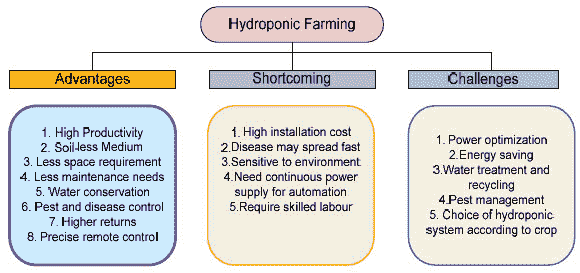 Hydroponic Farming
Advantages
1. High Productivity
2. Soil-less Medium
3. Less space requirement
4. Less maintenance needs
5. Water conservation
6. Pest and disease control
7. Higher returns
8. Precise remote control
Shortcoming
1. High installation cost
2.Disease may spread fast
3.Sensitive to environment
4.Need continuous power
supply for automation
5.Require skilled labour
Challenges
1. Power optimization
2.Energy saving
3.Water treatment and
recycling
4.Pest management
5. Choice of hydroponic
system according to crop